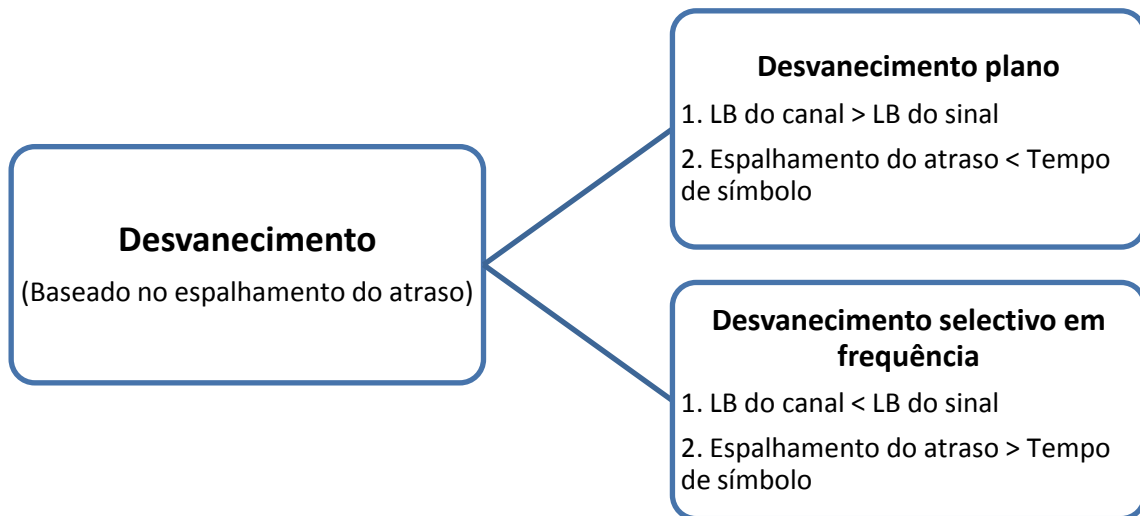 Desvanecimento
(Baseado no espalhamento do atraso)
Desvanecimento plano
1. LB do canal > LB do sinal
2. Espalhamento do atraso < Tempo
de símbolo
Desvanecimento selectivo em
frequência
1. LB do canal < LB do sinal
2. Espalhamento do atraso > Tempo
de símbolo